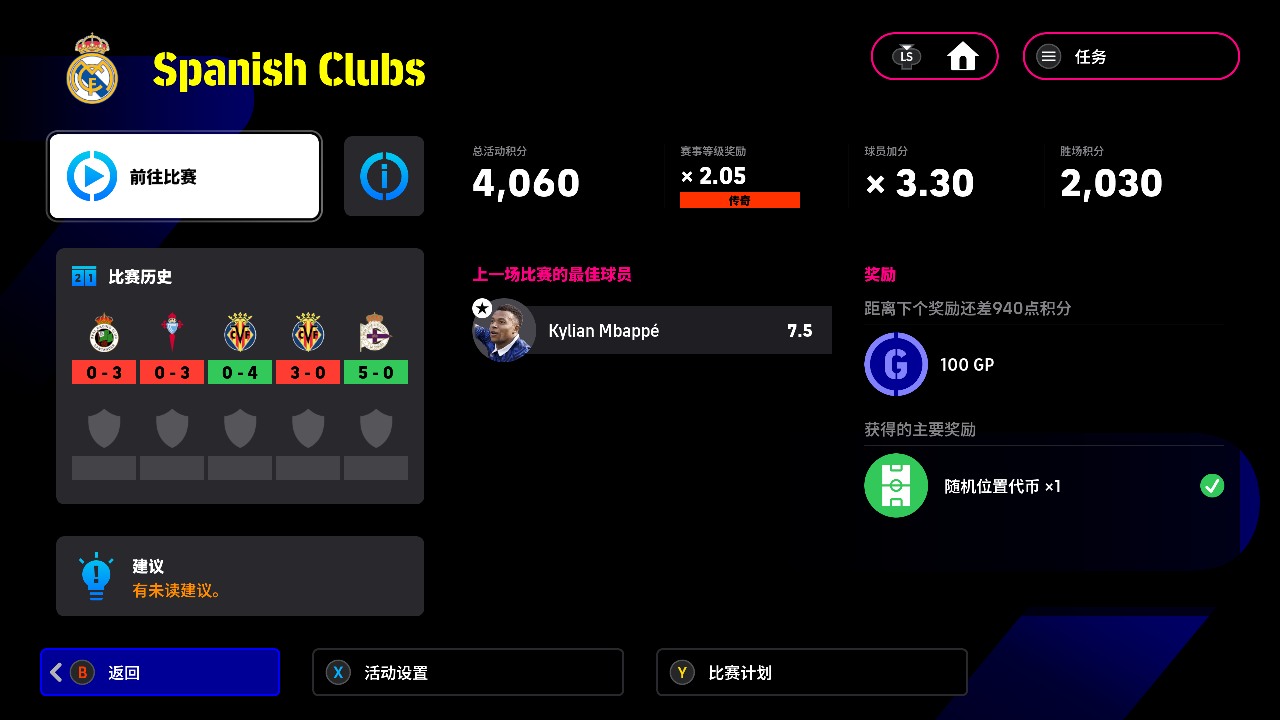 Spanish Clubs
LS
任务
前往比赛
总活动积分
4,060
赛事等级奖励
× 2.05
传奇
球员加分
× 3.30
胜场积分
2,030
2 1 比赛历史
0 - 3
0 - 3
0 - 4
3 - 0
5 - 0
上一场比赛的最佳球员
Kylian Mbappé
7.5
奖励
距离下个奖励还差940点积分
G
100 GP
获得的主要奖励
随机位置代币 ×1
建议
有未读建议。
B 返回
X 活动设置
Y 比赛计划